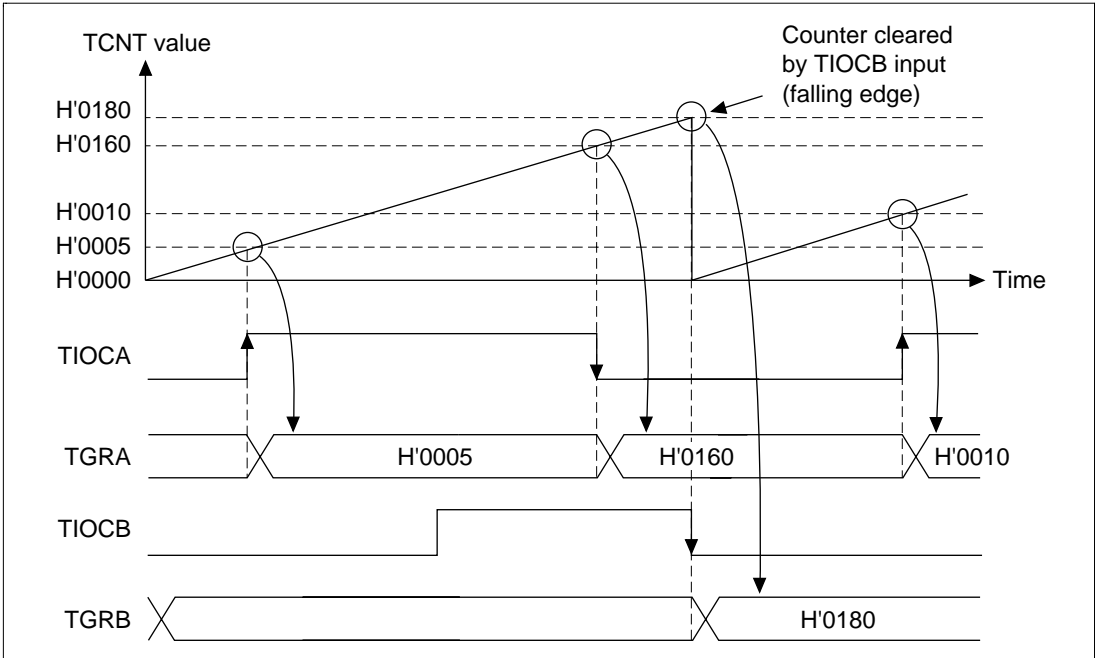 TCNT value
Counter cleared
by TIOCB input
(falling edge)
H'0180
H'0160
H'0010
H'0005
H'0000
Time
TIOCA
TGRA
H'0005
H'0160
H'0010
TIOCB
TGRB
H'0180